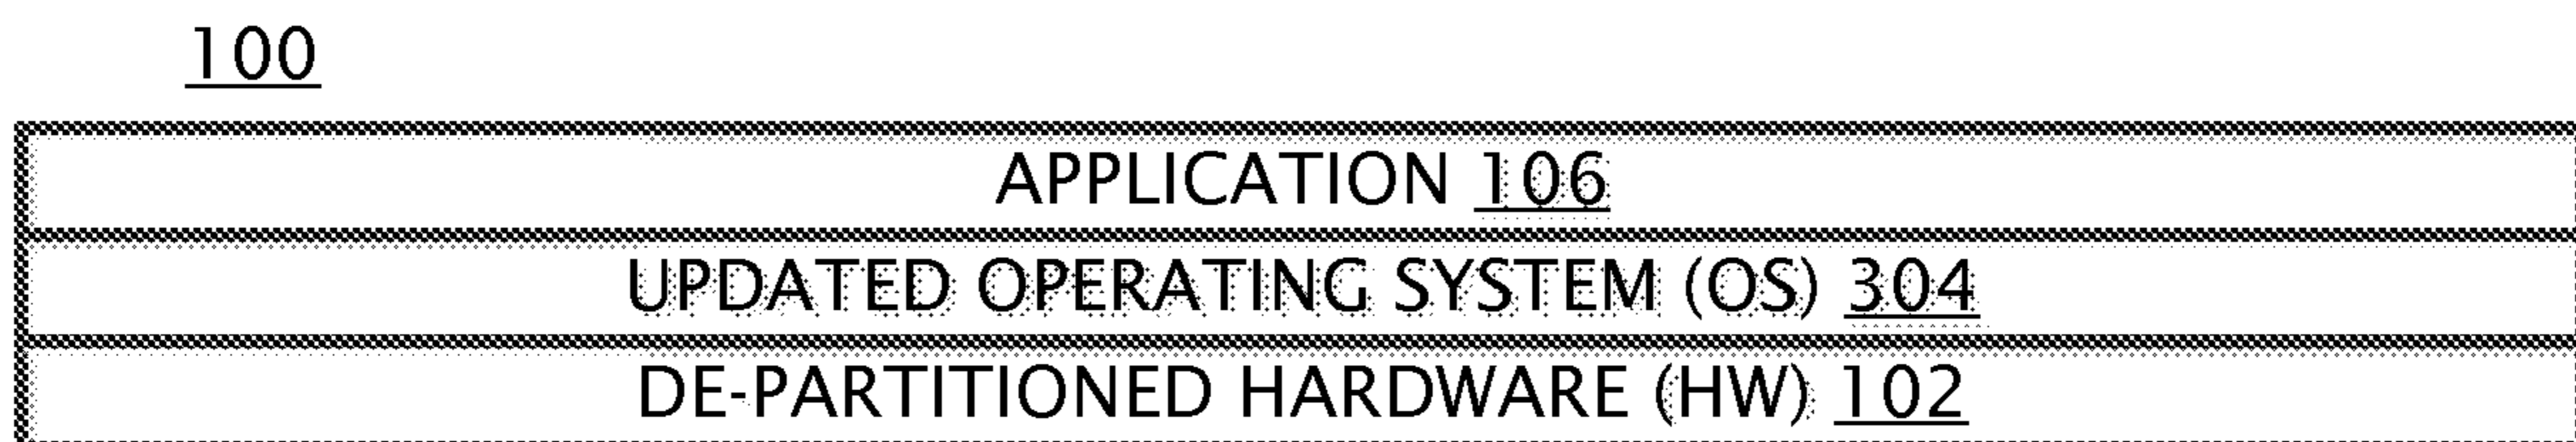 100
APPLICATION 106
UPDATED OPERATING SYSTEM (OS) 304
DE-PARTITIONED HARDWARE (HW) 102